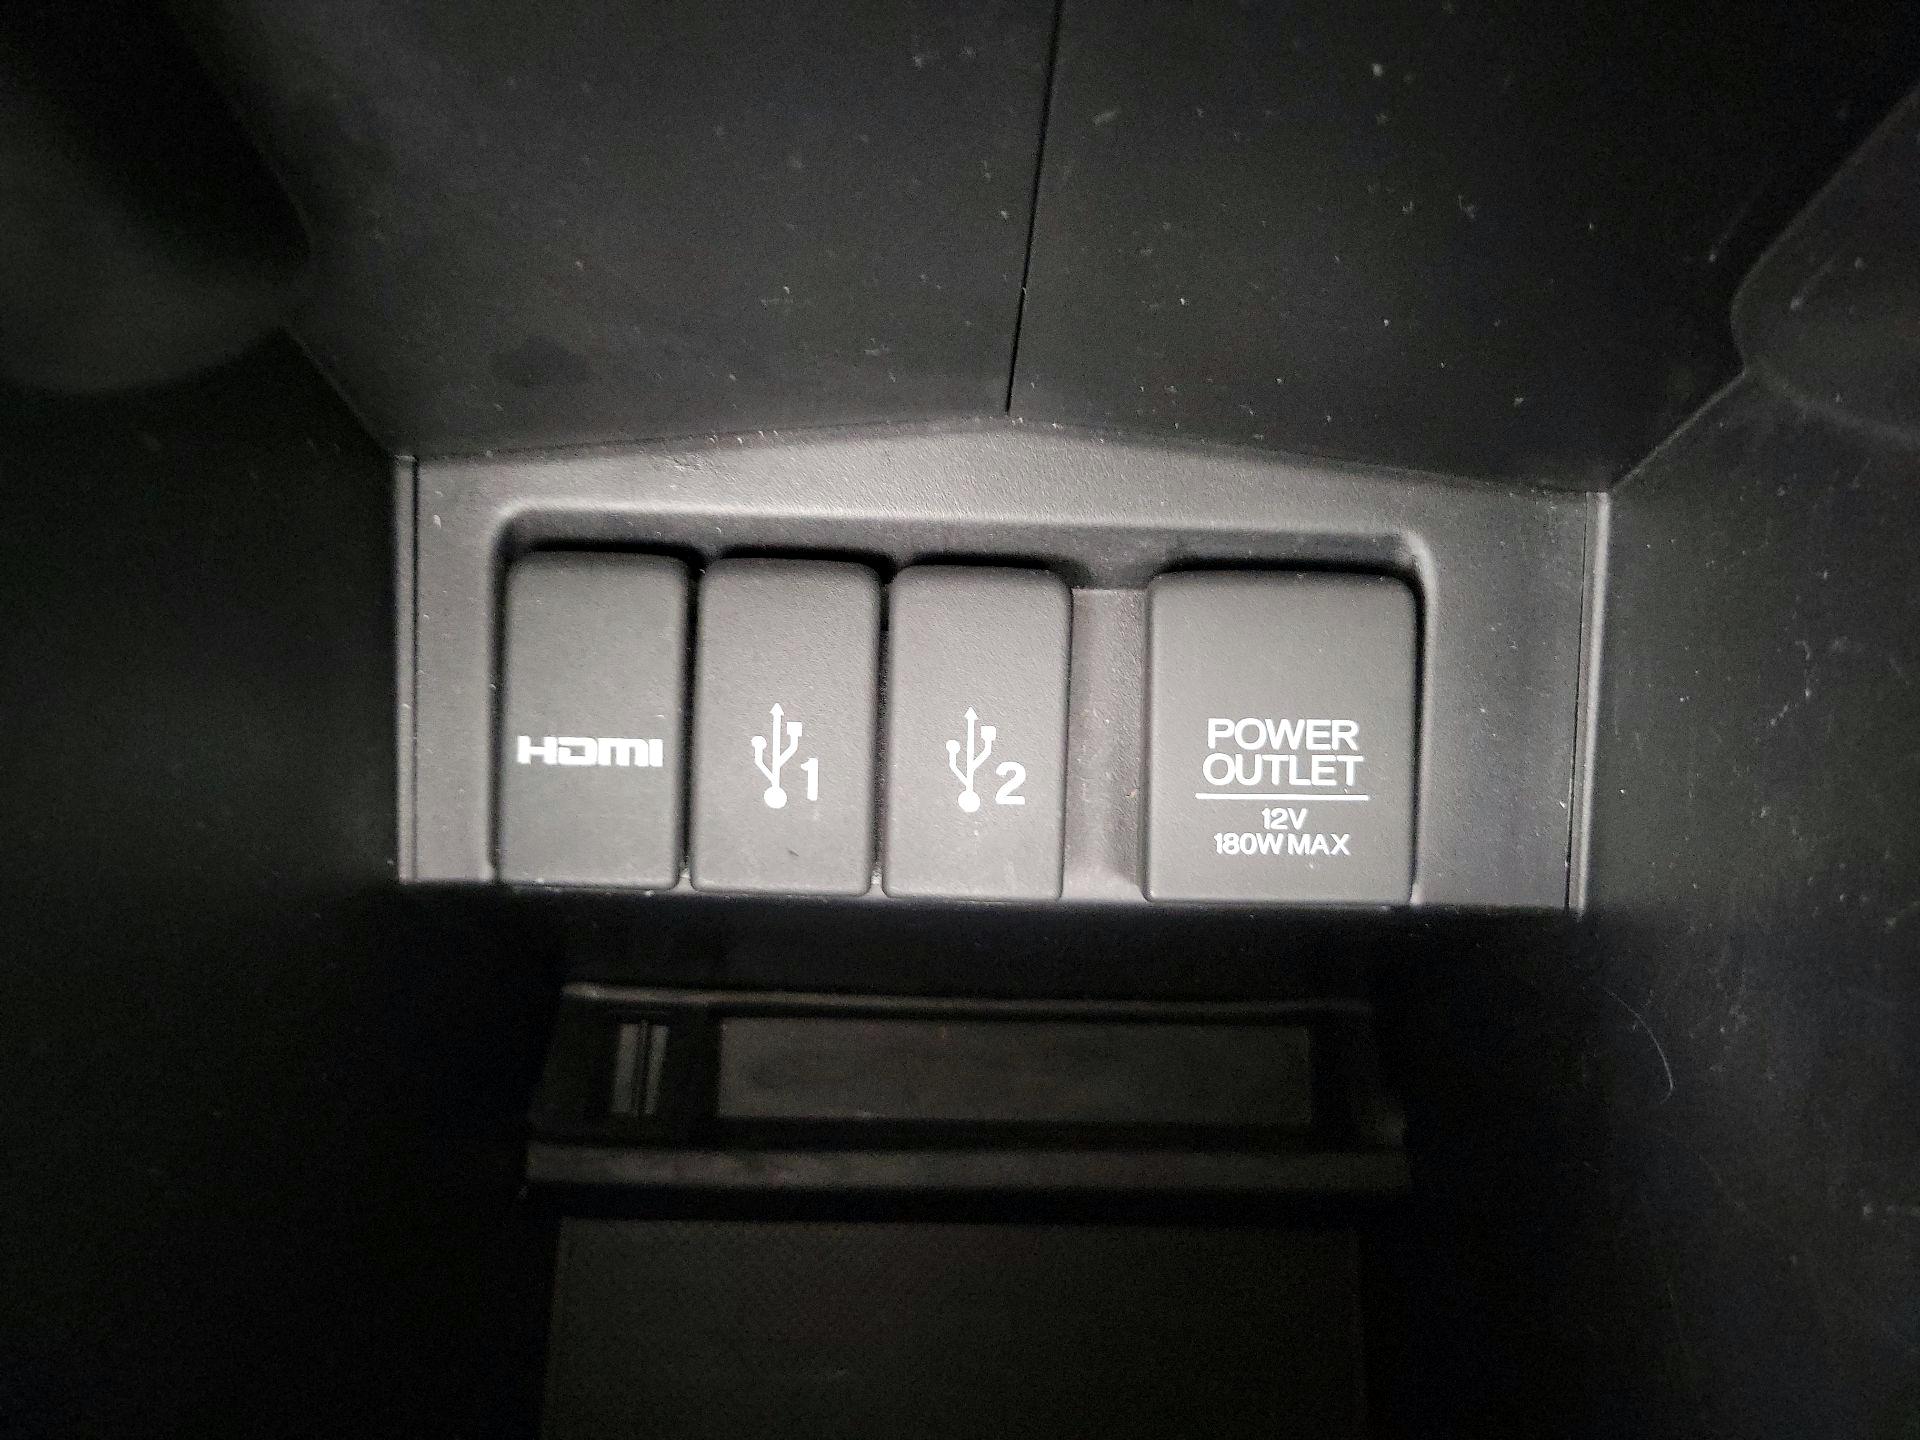 HDMI
1
2
POWER
OUTLET
12V
180W MAX